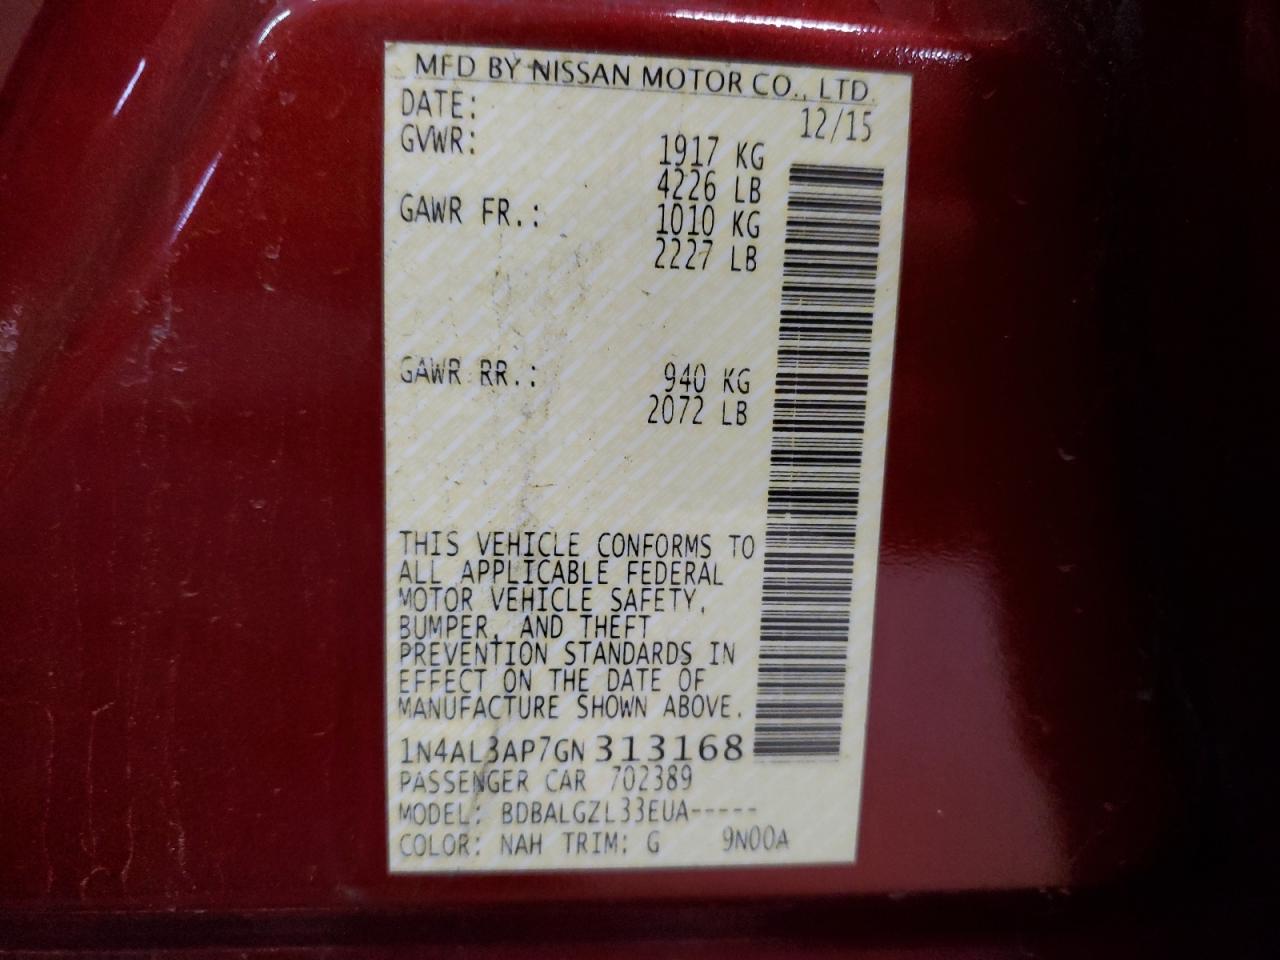 MFD BY NISSAN MOTOR CO., LTD.
DATE: 12/15
GVWR: 1917 KG
4226 LB
GAWR FR.: 1010 KG
2227 LB
GAWR RR.: 940 KG
2072 LB
THIS VEHICLE CONFORMS TO
ALL APPLICABLE FEDERAL
MOTOR VEHICLE SAFETY,
BUMPER, AND THEFT
PREVENTION STANDARDS IN
EFFECT ON THE DATE OF
MANUFACTURE SHOWN ABOVE.
1N4AL3AP7GN313168
PASSENGER CAR 702389
MODEL: BDBALGZL33EUA-----
COLOR: NAH TRIM: G 9N00A